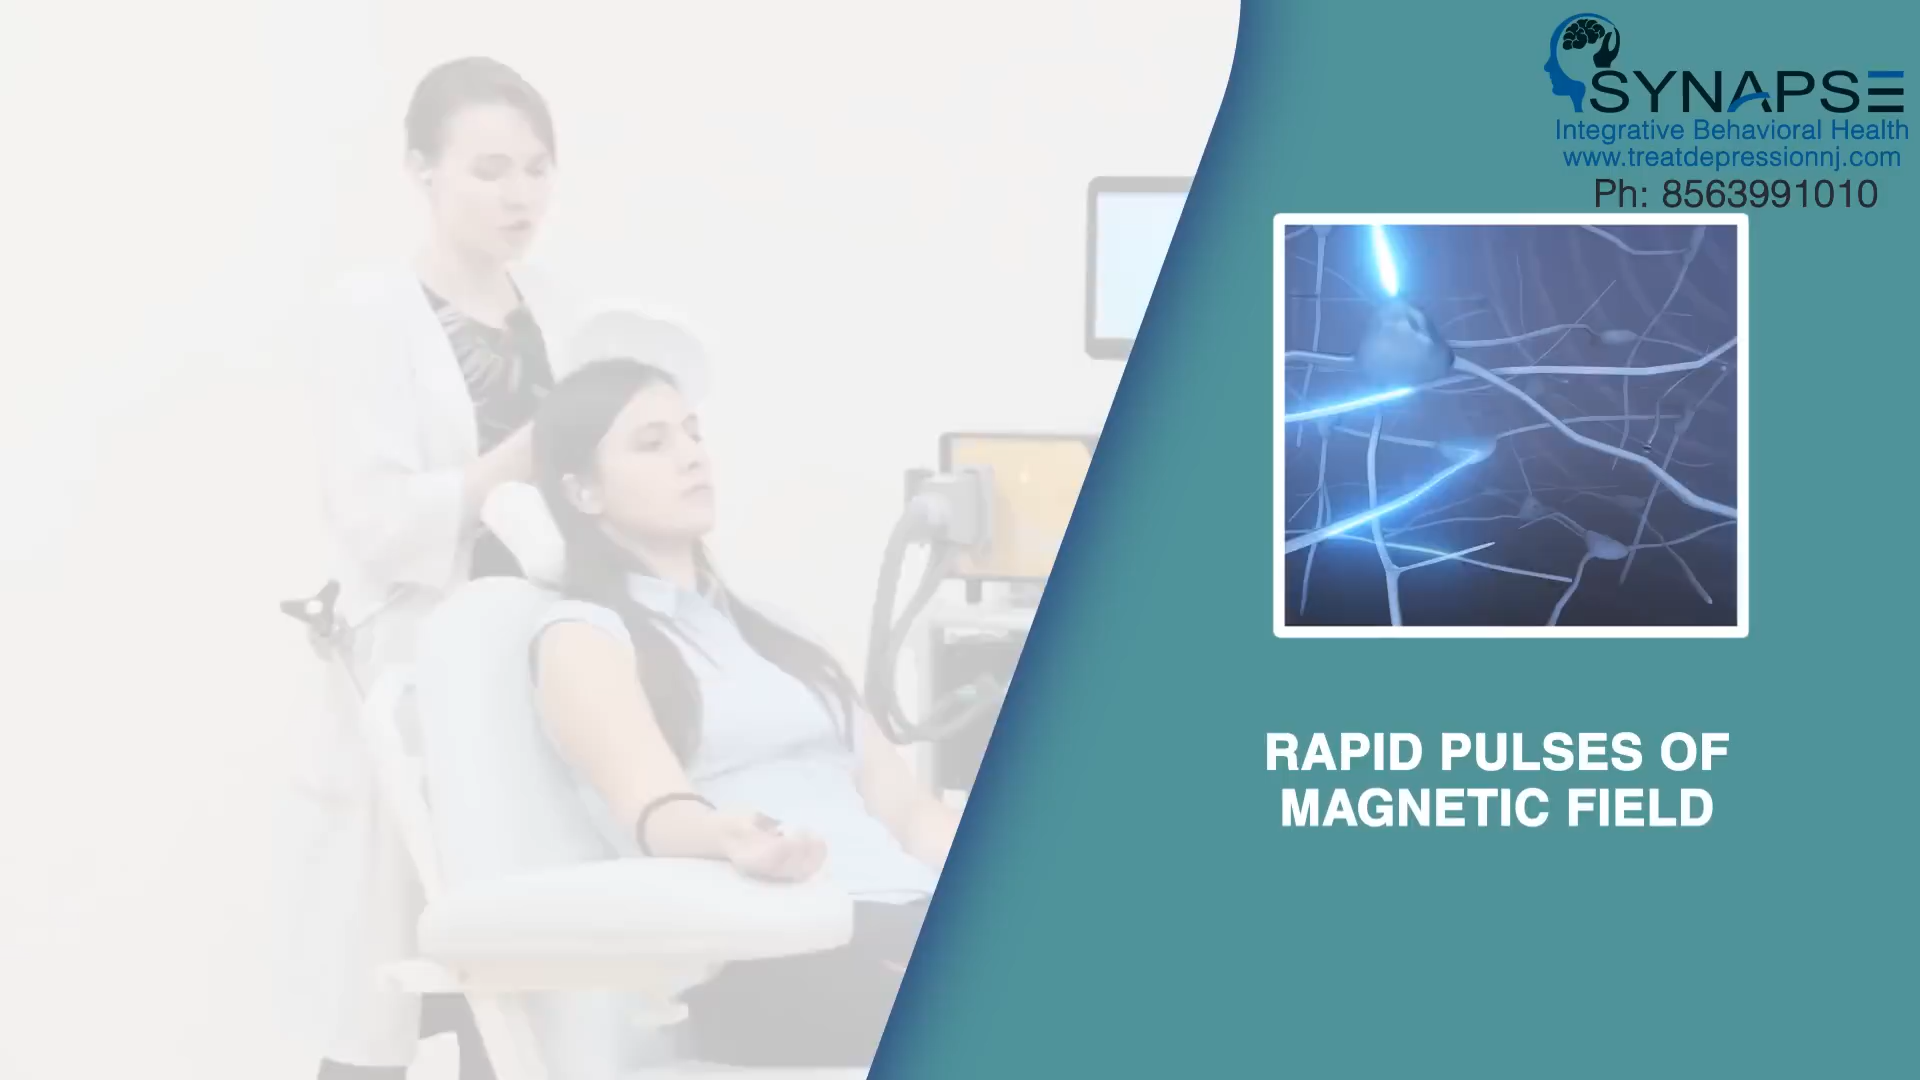 SYNAPSE
Integrative Behavioral Health
www.treatdepressionnj.com
Ph: 8563991010
RAPID PULSES OF
MAGNETIC FIELD